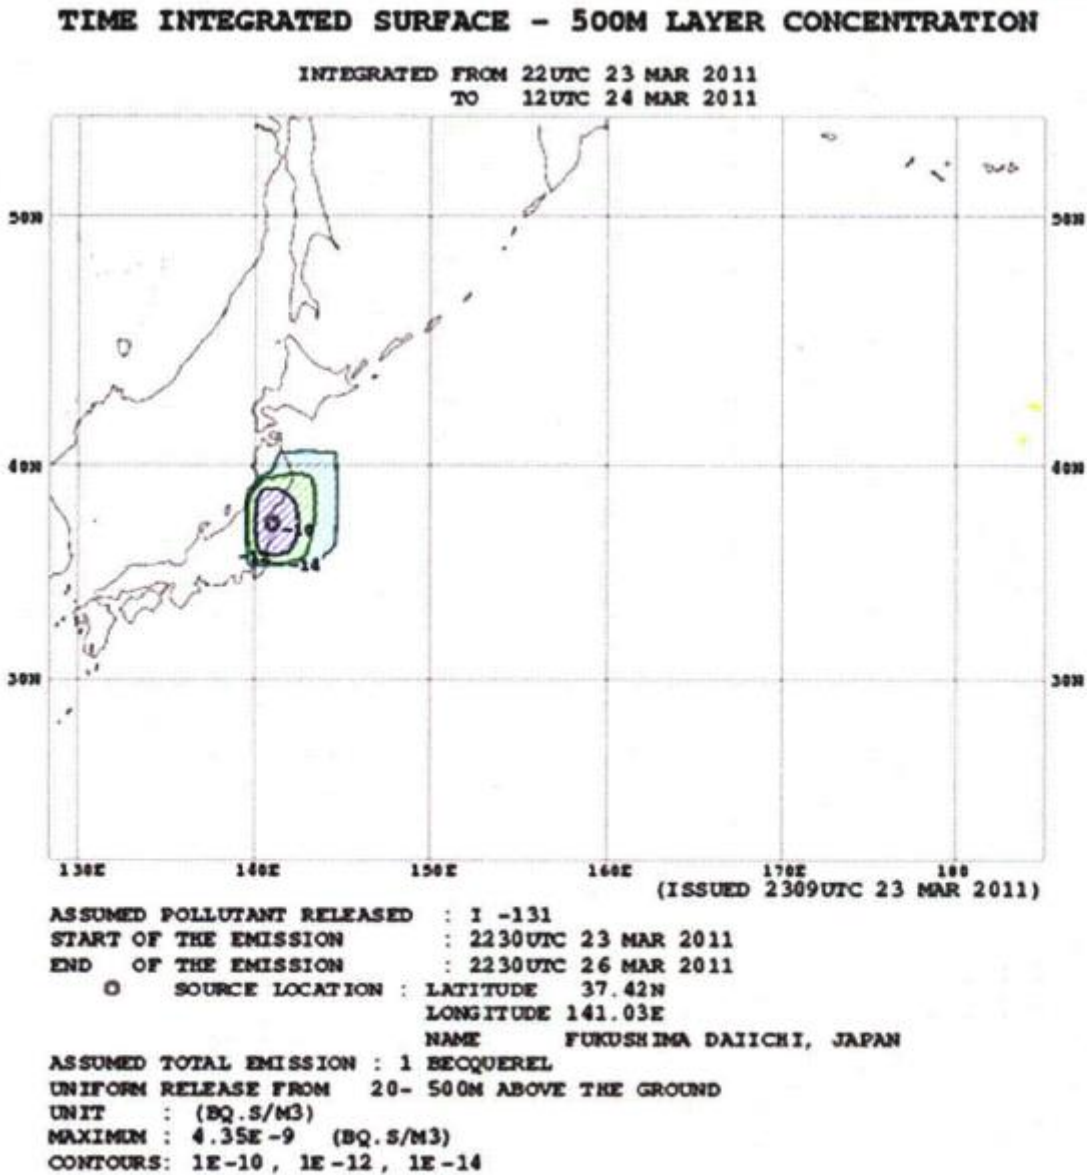 TIME INTEGRATED SURFACE - 500M LAYER CONCENTRATION
INTEGRATED FROM 22UTC 23 MAR 2011
TO 12UTC 24 MAR 2011
50N 50N
40N 40N
-10
-14
30N 30N
130E 140E 150E 160E 170E 180
(ISSUED 2309UTC 23 MAR 2011)
ASSUMED POLLUTANT RELEASED : I -131
START OF THE EMISSION : 2230UTC 23 MAR 2011
END OF THE EMISSION : 2230UTC 26 MAR 2011
SOURCE LOCATION : LATITUDE 37.42N
LONGITUDE 141.03E
NAME FUKUSHIMA DAIICHI, JAPAN
ASSUMED TOTAL EMISSION : 1 BECQUEREL
UNIFORM RELEASE FROM 20- 500M ABOVE THE GROUND
UNIT : (BQ.S/M3)
MAXIMUM : 4.35E-9 (BQ.S/M3)
CONTOURS: 1E-10, 1E-12, 1E-14